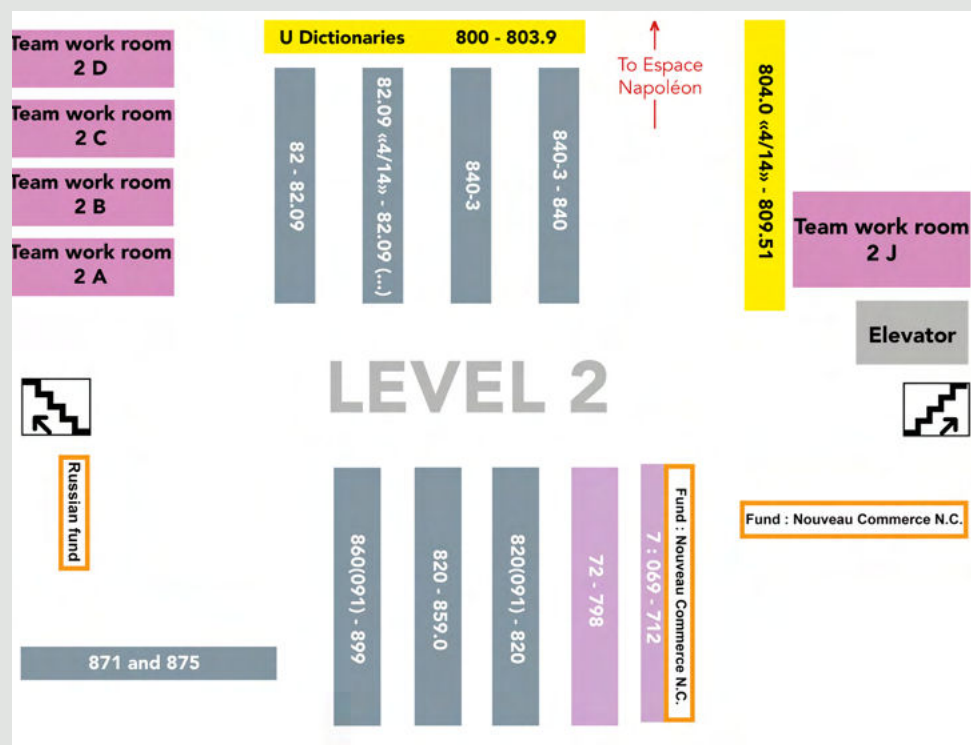 Team work room
2 D
Team work room
2 C
Team work room
2 B
Team work room
2 A
U Dictionaries 800 - 803.9
82 - 82.09
82.09 «4/14» - 82.09 (...)
840-3
840-3 - 840
To Espace
Napoléon
804.0 «4/14» - 809.51
Team work room
2 J
Elevator
LEVEL 2
Russian fund
871 and 875
860(091) - 899
820 - 859.0
820(091) - 820
72 - 798
7 : 069 - 712
Fund : Nouveau Commerce N.C.
Fund : Nouveau Commerce N.C.